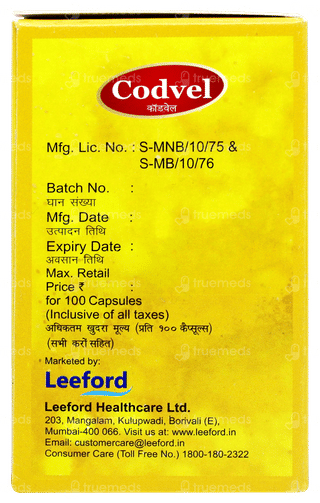 Codvel
कॉडवेल
Mfg. Lic. No. : S-MNB/10/75 &
S-MB/10/76
Batch No. :
घान संख्या
Mfg. Date :
उत्पादन तिथि
Expiry Date :
अवसान तिथि
Max. Retail
Price ₹ :
for 100 Capsules
(Inclusive of all taxes)
अधिकतम खुदरा मूल्य (प्रति १०० कैप्सूल्स)
(सभी करों सहित)
Marketed by:
Leeford
Leeford Healthcare Ltd.
203, Mangalam, Kulupwadi, Borivali (E),
Mumbai-400 066. Visit us at: www.leeford.in
Email: customercare@leeford.in
Consumer Care (Toll Free No.) 1800-180-2322
truemeds